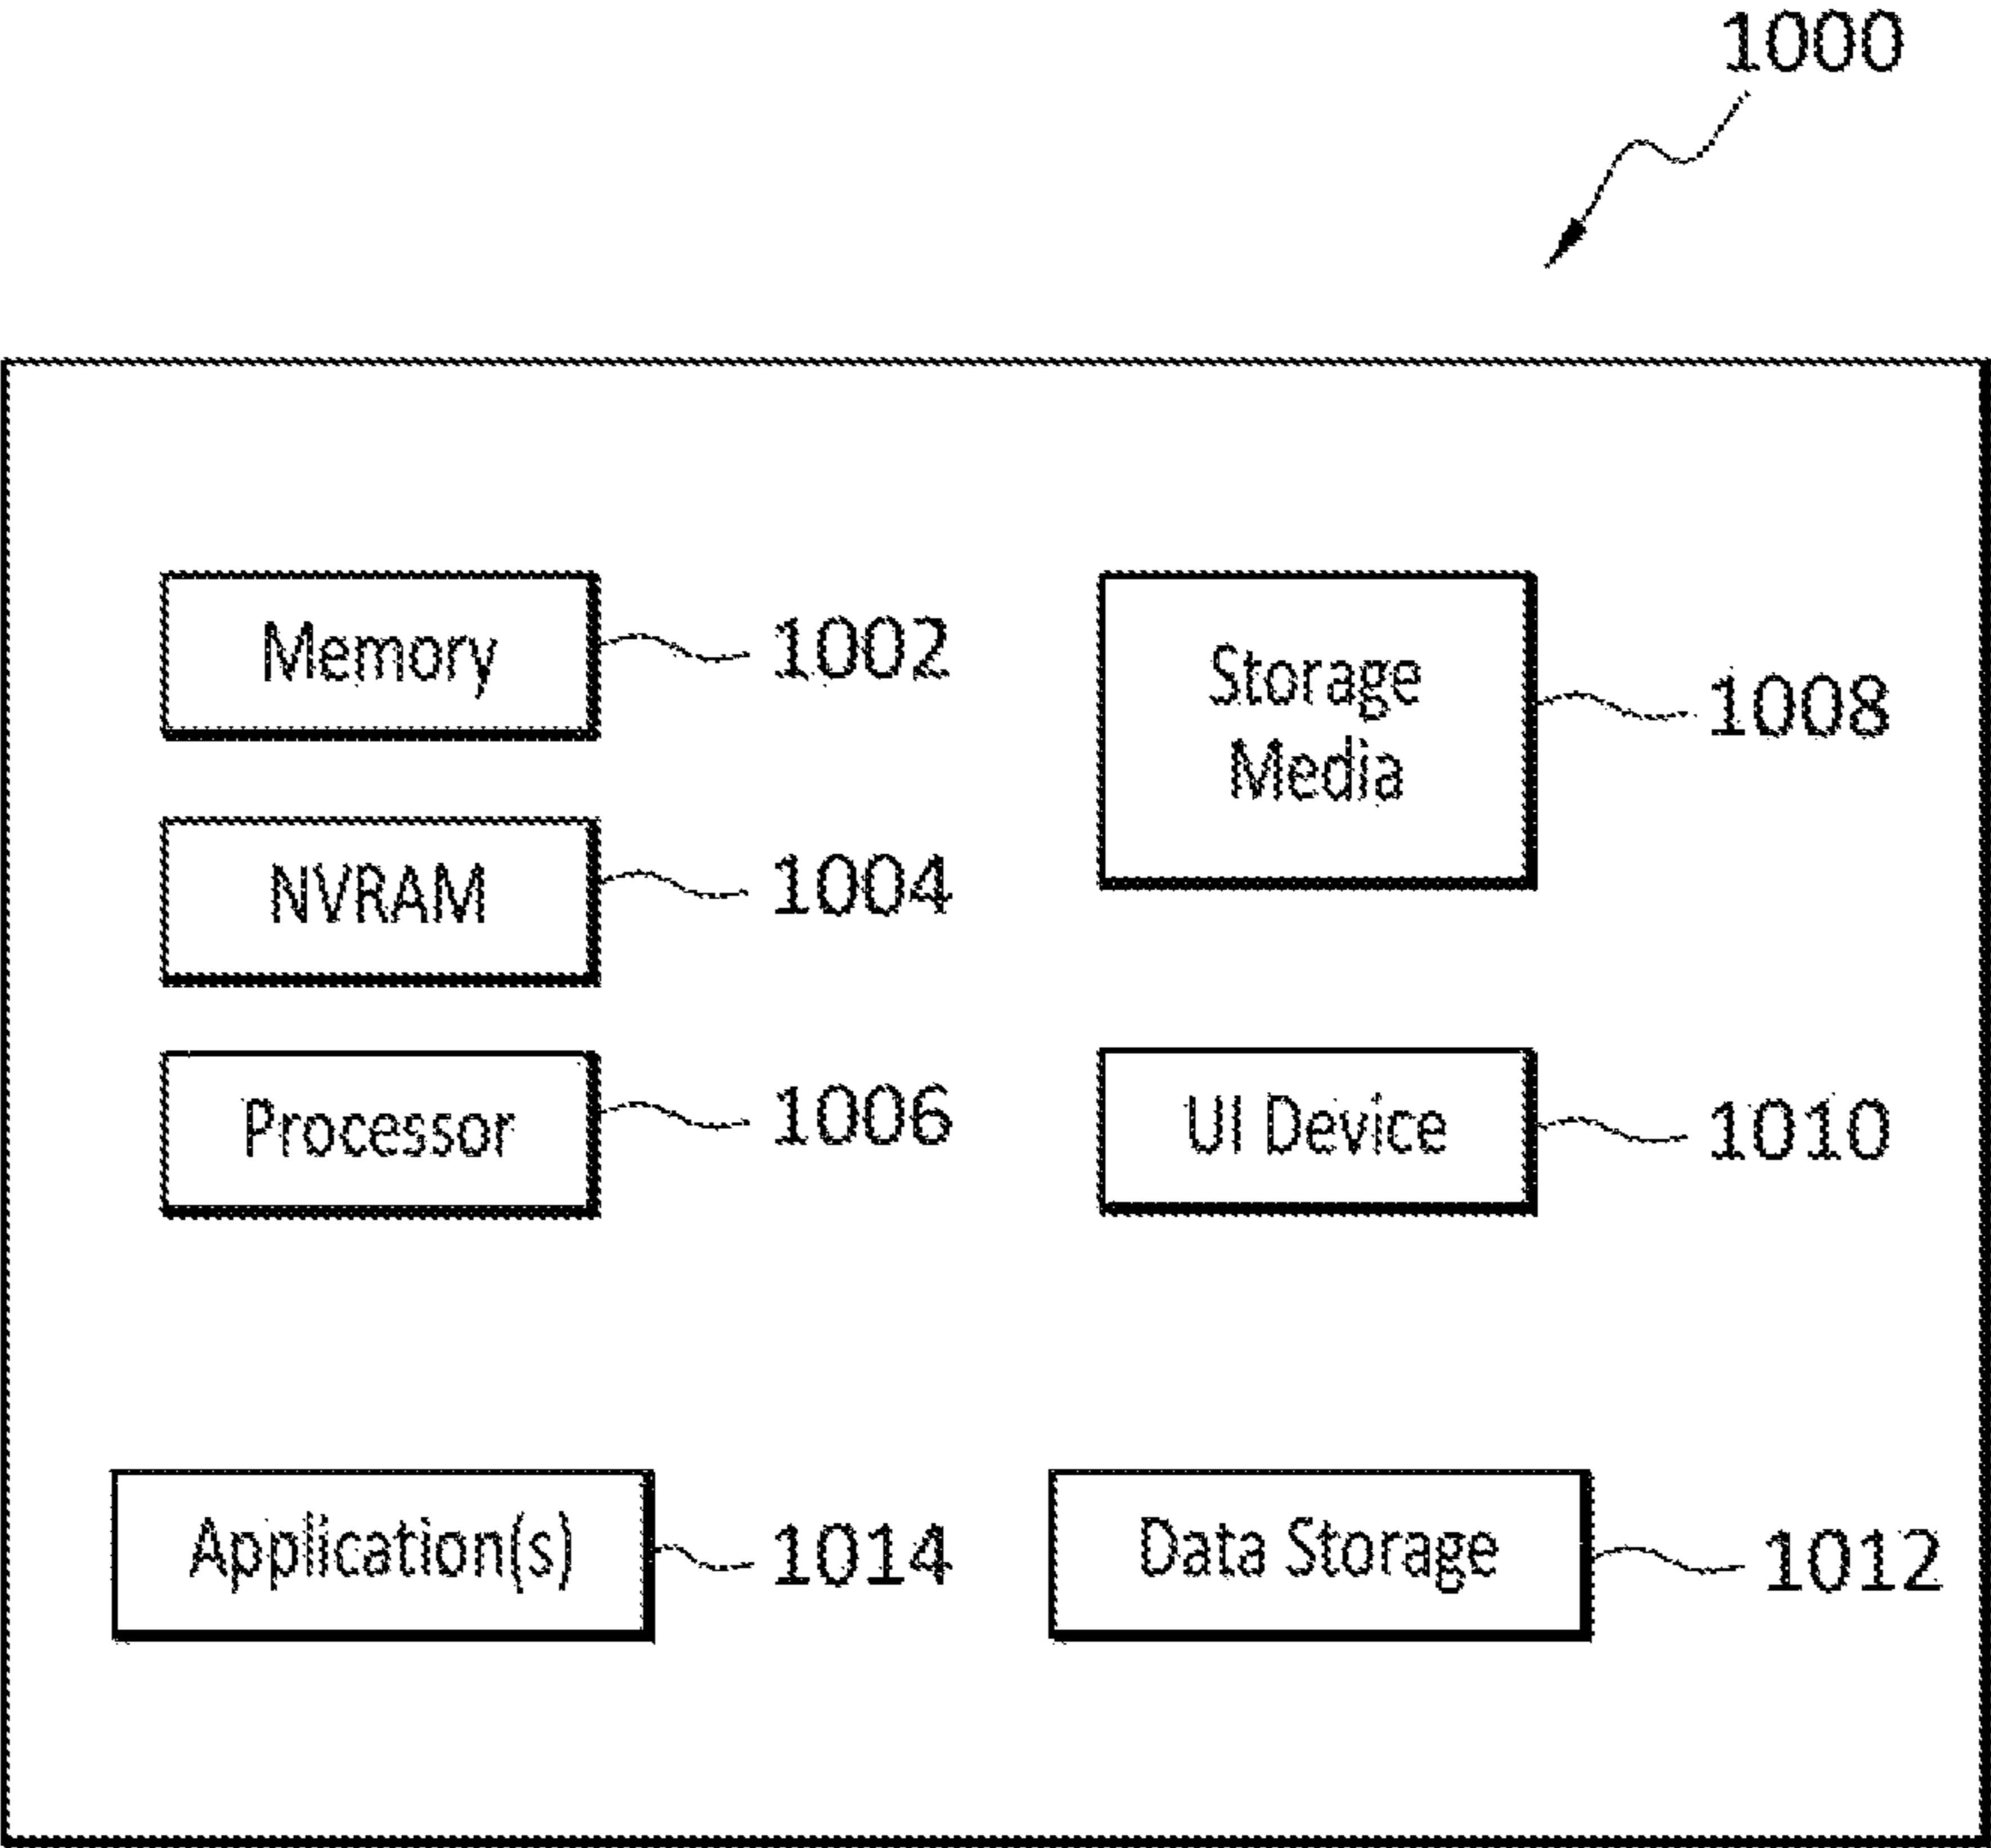 1000
Memory
1002
Storage
Media
1008
NVRAM
1004
Processor
1006
UI Device
1010
Application(s)
1014
Data Storage
1012